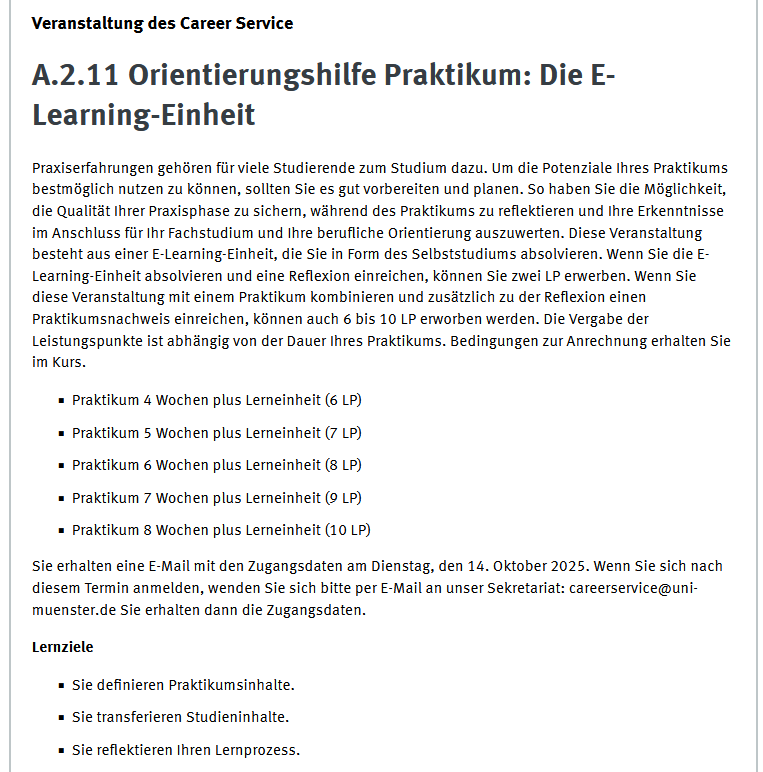 Veranstaltung des Career Service
A.2.11 Orientierungshilfe Praktikum: Die E-
Learning-Einheit
Praxiserfahrungen gehören für viele Studierende zum Studium dazu. Um die Potenziale Ihres Praktikums
bestmöglich nutzen zu können, sollten Sie es gut vorbereiten und planen. So haben Sie die Möglichkeit,
die Qualität Ihrer Praxisphase zu sichern, während des Praktikums zu reflektieren und Ihre Erkenntnisse
im Anschluss für Ihr Fachstudium und Ihre berufliche Orientierung auszuwerten. Diese Veranstaltung
besteht aus einer E-Learning-Einheit, die Sie in Form des Selbststudiums absolvieren. Wenn Sie die E-
Learning-Einheit absolvieren und eine Reflexion einreichen, können Sie zwei LP erwerben. Wenn Sie
diese Veranstaltung mit einem Praktikum kombinieren und zusätzlich zu der Reflexion einen
Praktikumsnachweis einreichen, können auch 6 bis 10 LP erworben werden. Die Vergabe der
Leistungspunkte ist abhängig von der Dauer Ihres Praktikums. Bedingungen zur Anrechnung erhalten Sie
im Kurs.
▪ Praktikum 4 Wochen plus Lerneinheit (6 LP)
▪ Praktikum 5 Wochen plus Lerneinheit (7 LP)
▪ Praktikum 6 Wochen plus Lerneinheit (8 LP)
▪ Praktikum 7 Wochen plus Lerneinheit (9 LP)
▪ Praktikum 8 Wochen plus Lerneinheit (10 LP)
Sie erhalten eine E-Mail mit den Zugangsdaten am Dienstag, den 14. Oktober 2025. Wenn Sie sich nach
diesem Termin anmelden, wenden Sie sich bitte per E-Mail an unser Sekretariat: careerservice@uni-
muenster.de Sie erhalten dann die Zugangsdaten.
Lernziele
▪ Sie definieren Praktikumsinhalte.
▪ Sie transferieren Studieninhalte.
▪ Sie reflektieren Ihren Lernprozess.